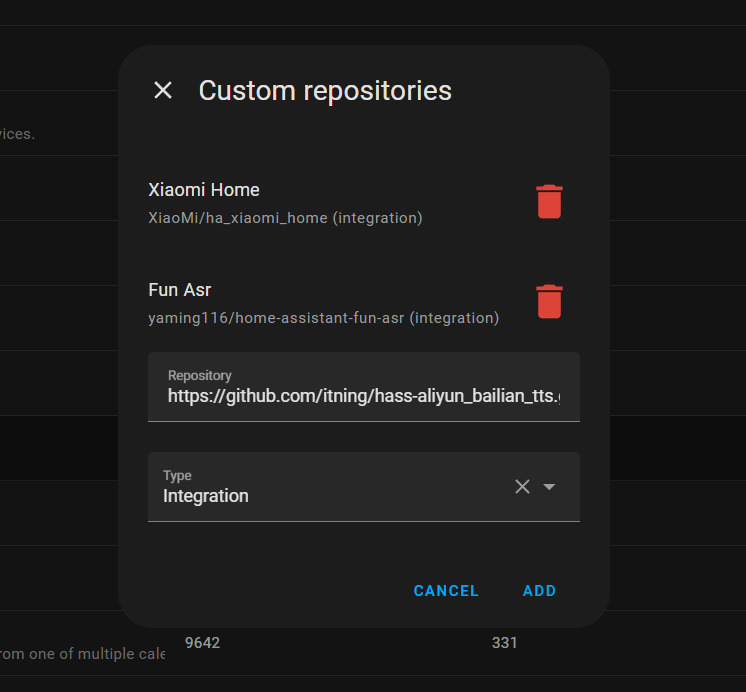 Custom repositories
vices.
Xiaomi Home
XiaoMi/ha_xiaomi_home (integration)
Fun Asr
yaming116/home-assistant-fun-asr (integration)
Repository
https://github.com/itning/hass-aliyun_bailian_tts.
Type
Integration
CANCEL
ADD
9642
331
rom one of multiple cale